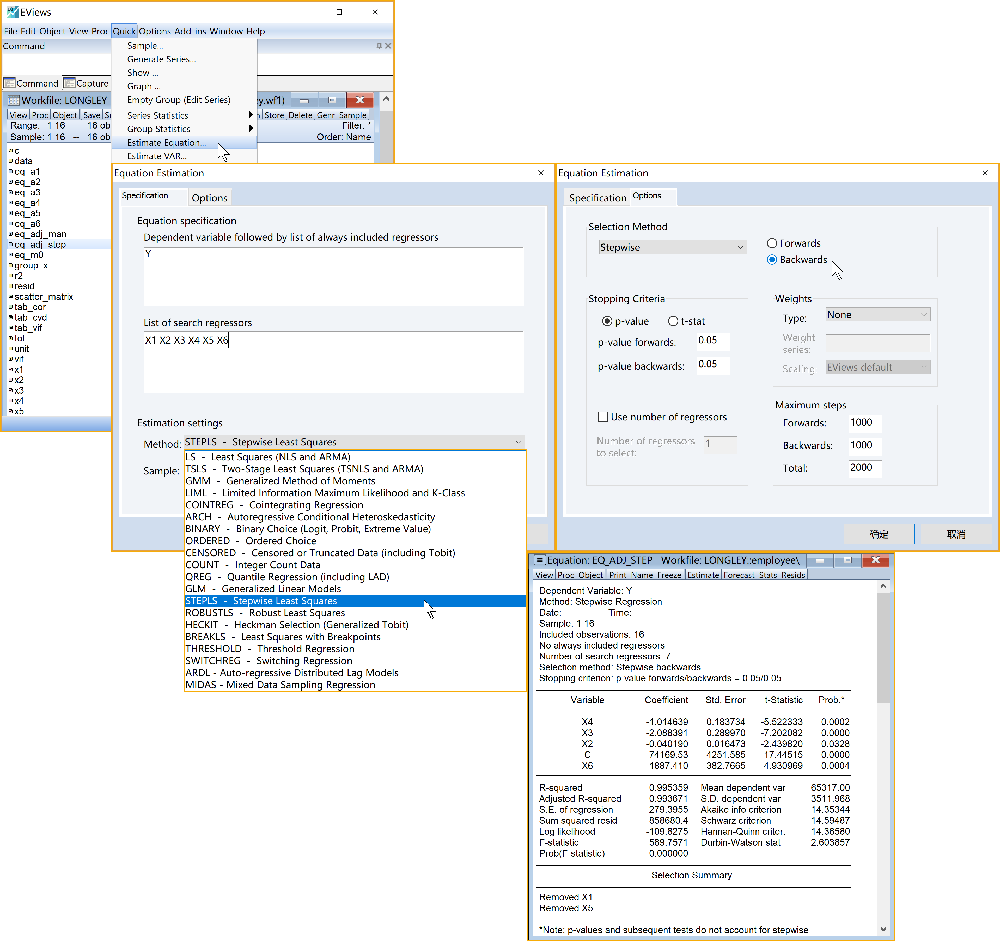 10 EViews
File Edit Object View Proc Quick Options Add-ins Window Help
Command
Sample...
Generate Series...
Show ...
Graph ...
Empty Group (Edit Series)
Series Statistics
Group Statistics
Estimate Equation...
Estimate VAR...
Command Capture
Workfile: LONGLEY - ey.wf1)
View Proc Object Save Store Delete Genr Sample
Range: 1 16 -- 16 obs Filter: *
Sample: 1 16 -- 16 obs Order: Name
c
data
eq_a1
eq_a2
eq_a3
eq_a4
eq_a5
eq_a6
eq_adj_man
eq_adj_step
eq_m0
group_x
r2
resid
scatter_matrix
tab_cor
tab_cvd
tab_vif
tol
unit
vif
x1
x2
x3
x4
x5
Equation Estimation
Specification Options
Equation specification
Dependent variable followed by list of always included regressors
Y
List of search regressors
X1 X2 X3 X4 X5 X6
Estimation settings
Method: STEPLS - Stepwise Least Squares
Sample:
LS - Least Squares (NLS and ARMA)
TSLS - Two-Stage Least Squares (TSNLS and ARMA)
GMM - Generalized Method of Moments
LIML - Limited Information Maximum Likelihood and K-Class
COINTREG - Cointegrating Regression
ARCH - Autoregressive Conditional Heteroskedasticity
BINARY - Binary Choice (Logit, Probit, Extreme Value)
ORDERED - Ordered Choice
CENSORED - Censored or Truncated Data (including Tobit)
COUNT - Integer Count Data
QREG - Quantile Regression (including LAD)
GLM - Generalized Linear Models
STEPLS - Stepwise Least Squares
ROBUSTLS - Robust Least Squares
HECKIT - Heckman Selection (Generalized Tobit)
BREAKLS - Least Squares with Breakpoints
THRESHOLD - Threshold Regression
SWITCHREG - Switching Regression
ARDL - Auto-regressive Distributed Lag Models
MIDAS - Mixed Data Sampling Regression
Equation Estimation
Specification Options
Selection Method
Stepwise
Forwards
Backwards
Stopping Criteria
p-value t-stat
p-value forwards: 0.05
p-value backwards: 0.05
Use number of regressors
Number of regressors
to select: 1
Weights
Type: None
Weight
series:
Scaling: EViews default
Maximum steps
Forwards: 1000
Backwards: 1000
Total: 2000
确定 取消
Equation: EQ_ADJ_STEP Workfile: LONGLEY::employee\
View Proc Object Print Name Freeze Estimate Forecast Stats Resids
Dependent Variable: Y
Method: Stepwise Regression
Date: Time:
Sample: 1 16
Included observations: 16
No always included regressors
Number of search regressors: 7
Selection method: Stepwise backwards
Stopping criterion: p-value forwards/backwards = 0.05/0.05
Variable Coefficient Std. Error t-Statistic Prob.*
X4 -1.014639 0.183734 -5.522333 0.0002
X3 -2.088391 0.289970 -7.202082 0.0000
X2 -0.040190 0.016473 -2.439820 0.0328
C 74169.53 4251.585 17.44515 0.0000
X6 1887.410 382.7665 4.930969 0.0004
R-squared 0.995359 Mean dependent var 65317.00
Adjusted R-squared 0.993671 S.D. dependent var 3511.968
S.E. of regression 279.3955 Akaike info criterion 14.35344
Sum squared resid 858680.4 Schwarz criterion 14.59487
Log likelihood -109.8275 Hannan-Quinn criter. 14.36580
F-statistic 589.7571 Durbin-Watson stat 2.603857
Prob(F-statistic) 0.000000
Selection Summary
Removed X1
Removed X5
*Note: p-values and subsequent tests do not account for stepwise